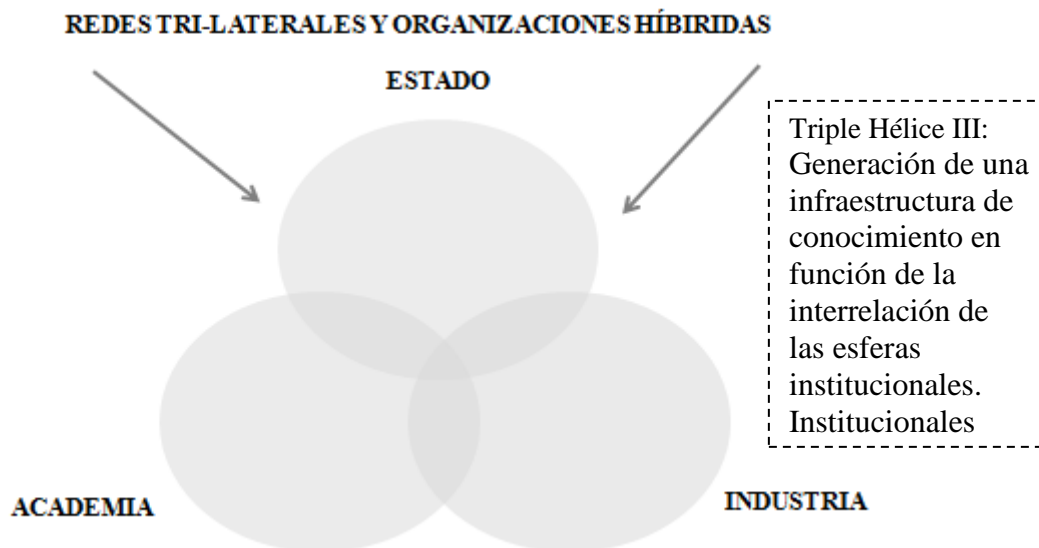 REDES TRI-LATERALES Y ORGANIZACIONES HÍBIRIDAS
ESTADO
Triple Hélice III:
Generación de una
infraestructura de
conocimiento en
función de la
interrelación de
las esferas
institucionales.
Institucionales
ACADEMIA
INDUSTRIA